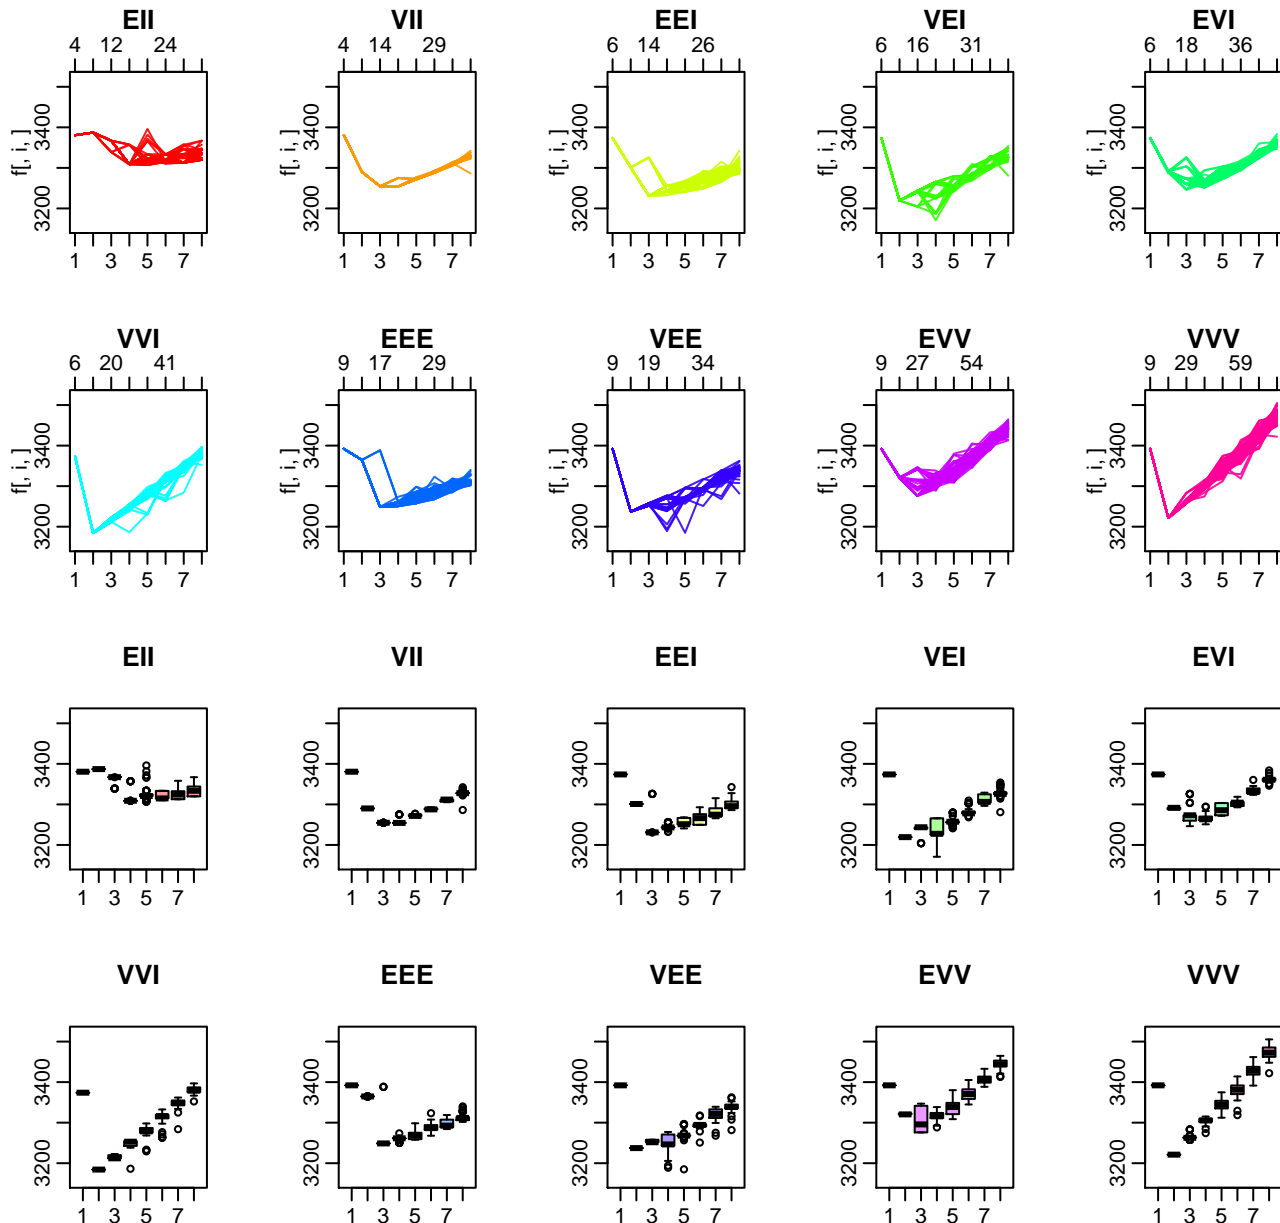 EII VII EEI VEI EVI
4 12 24 4 14 29 6 14 26 6 16 31 6 18 36
f[, i, ] 3200 3400 f[, i, ] 3200 3400 f[, i, ] 3200 3400 f[, i, ] 3200 3400 f[, i, ] 3200 3400
1 3 5 7 1 3 5 7 1 3 5 7 1 3 5 7 1 3 5 7
VVI EEE VEE EVV VVV
6 20 41 9 17 29 9 19 34 9 27 54 9 29 59
f[, i, ] 3200 3400 f[, i, ] 3200 3400 f[, i, ] 3200 3400 f[, i, ] 3200 3400 f[, i, ] 3200 3400
1 3 5 7 1 3 5 7 1 3 5 7 1 3 5 7 1 3 5 7
EII VII EEI VEI EVI
3200 3400 3200 3400 3200 3400 3200 3400 3200 3400
1 3 5 7 1 3 5 7 1 3 5 7 1 3 5 7 1 3 5 7
VVI EEE VEE EVV VVV
3200 3400 3200 3400 3200 3400 3200 3400 3200 3400
1 3 5 7 1 3 5 7 1 3 5 7 1 3 5 7 1 3 5 7